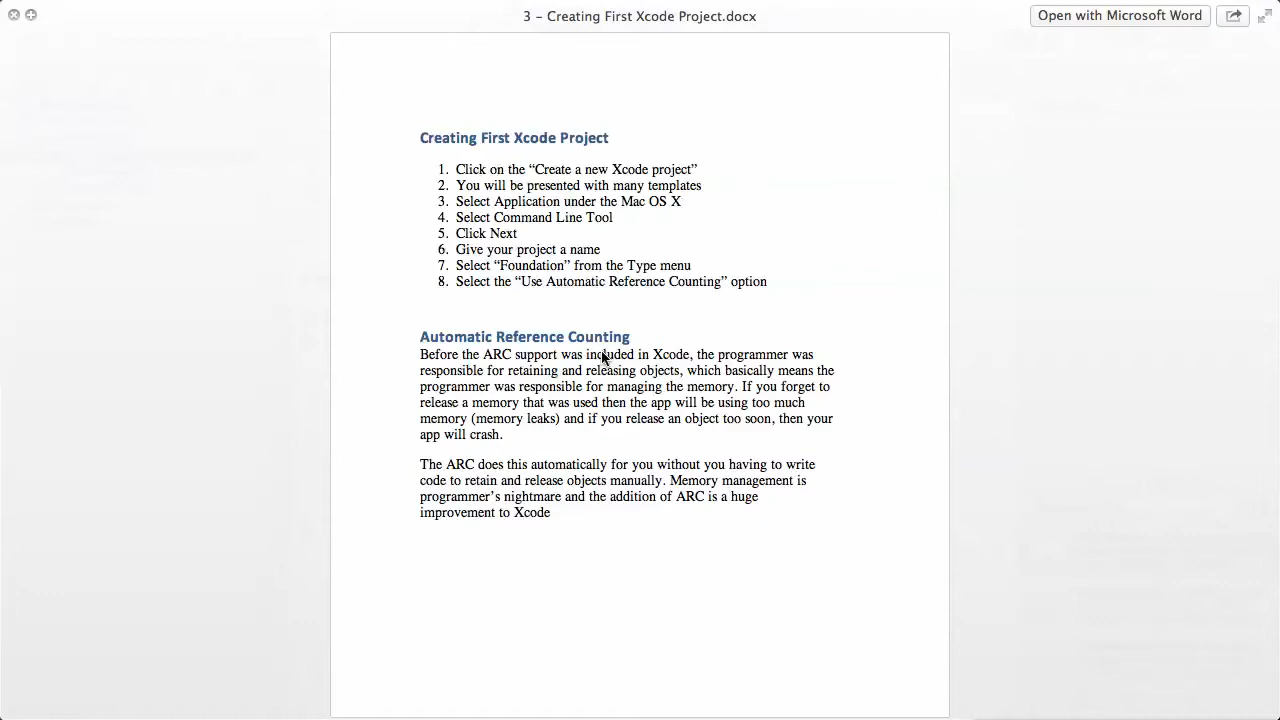 3 – Creating First Xcode Project.docx
Open with Microsoft Word
Creating First Xcode Project
1. Click on the “Create a new Xcode project”
2. You will be presented with many templates
3. Select Application under the Mac OS X
4. Select Command Line Tool
5. Click Next
6. Give your project a name
7. Select “Foundation” from the Type menu
8. Select the “Use Automatic Reference Counting” option
Automatic Reference Counting
Before the ARC support was included in Xcode, the programmer was
responsible for retaining and releasing objects, which basically means the
programmer was responsible for managing the memory. If you forget to
release a memory that was used then the app will be using too much
memory (memory leaks) and if you release an object too soon, then your
app will crash.
The ARC does this automatically for you without you having to write
code to retain and release objects manually. Memory management is
programmer’s nightmare and the addition of ARC is a huge
improvement to Xcode